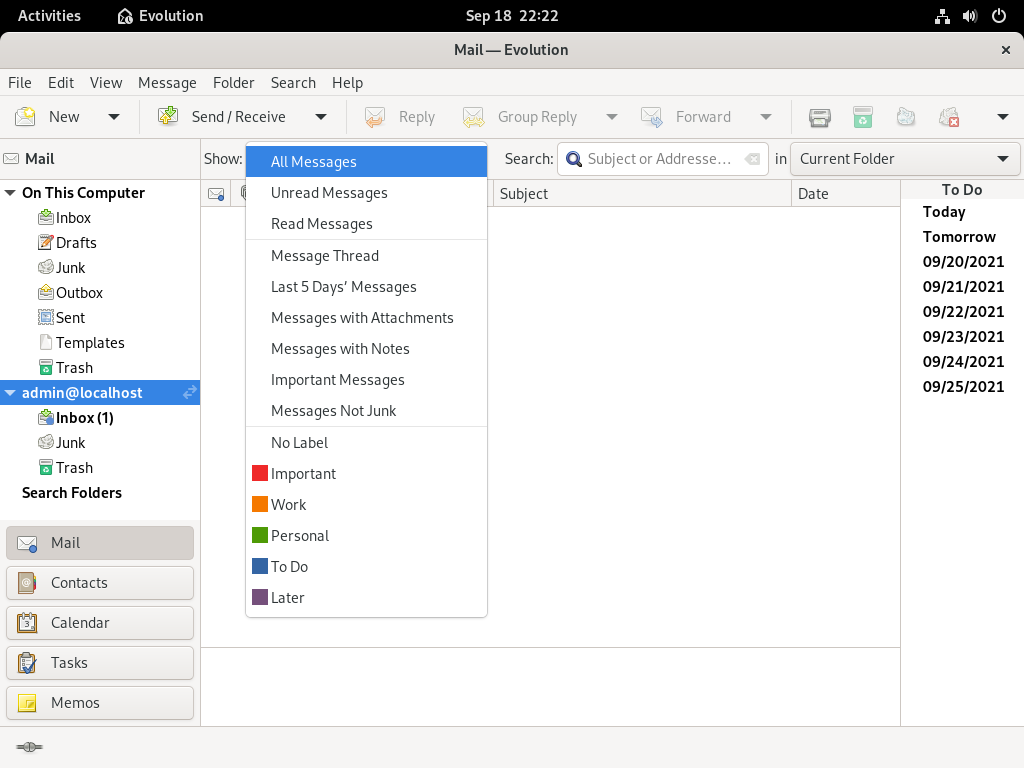 Activities Evolution Sep 18 22:22
Mail — Evolution ×
File Edit View Message Folder Search Help
New Send / Receive Reply Group Reply Forward
Mail Show: Search: Subject or Addresse… in Current Folder
All Messages
Unread Messages
Read Messages
Message Thread
Last 5 Days’ Messages
Messages with Attachments
Messages with Notes
Important Messages
Messages Not Junk
No Label
Important
Work
Personal
To Do
Later
On This Computer
Inbox
Drafts
Junk
Outbox
Sent
Templates
Trash
admin@localhost
Inbox (1)
Junk
Trash
Search Folders
Mail
Contacts
Calendar
Tasks
Memos
Subject Date
To Do
Today
Tomorrow
09/20/2021
09/21/2021
09/22/2021
09/23/2021
09/24/2021
09/25/2021